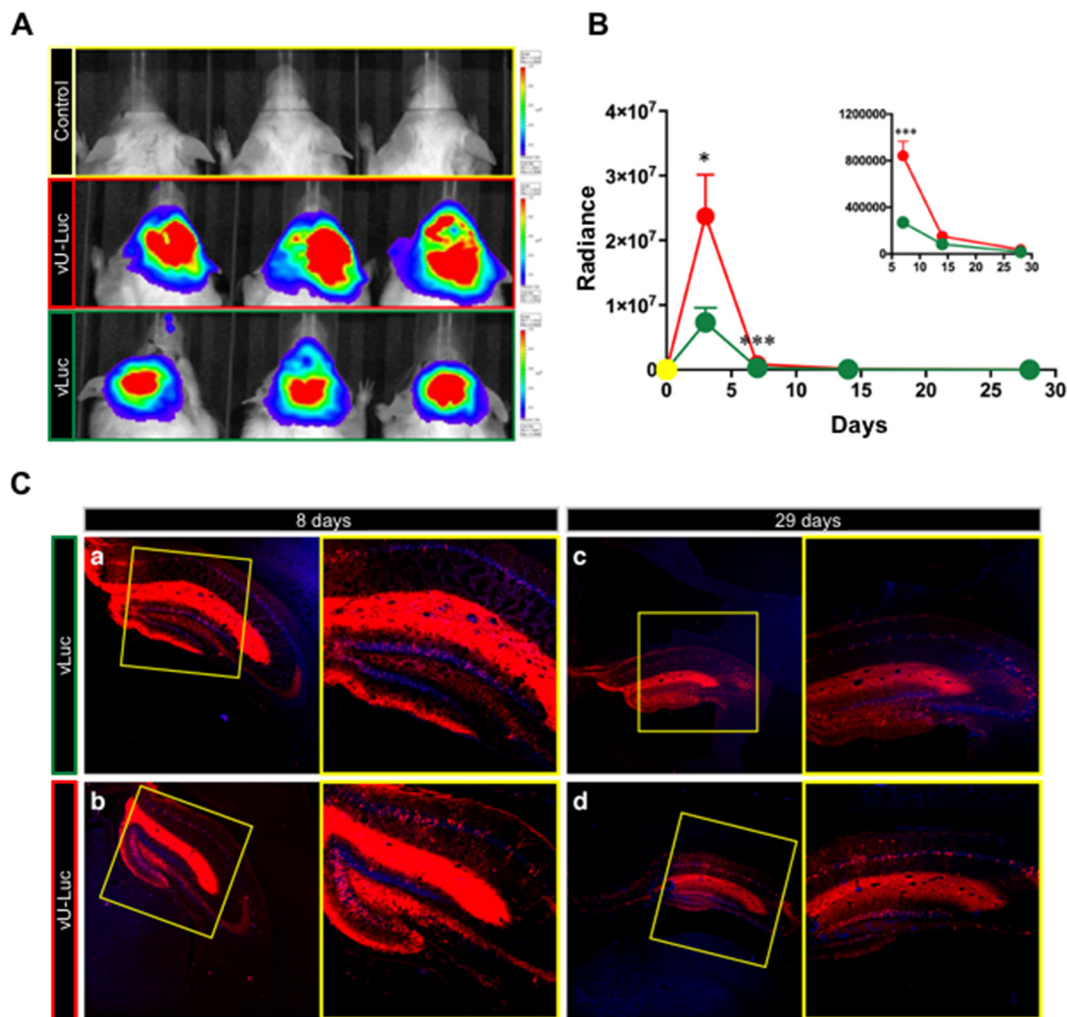 A
B
Control
vU-Luc
vLuc
4×10⁷
3×10⁷
2×10⁷
1×10⁷
0
Radiance
*
***
0 5 10 15 20 25 30
Days
1200000
800000
400000
0
***
5 10 15 20 25 30
C
8 days
29 days
vLuc
a
c
vU-Luc
b
d